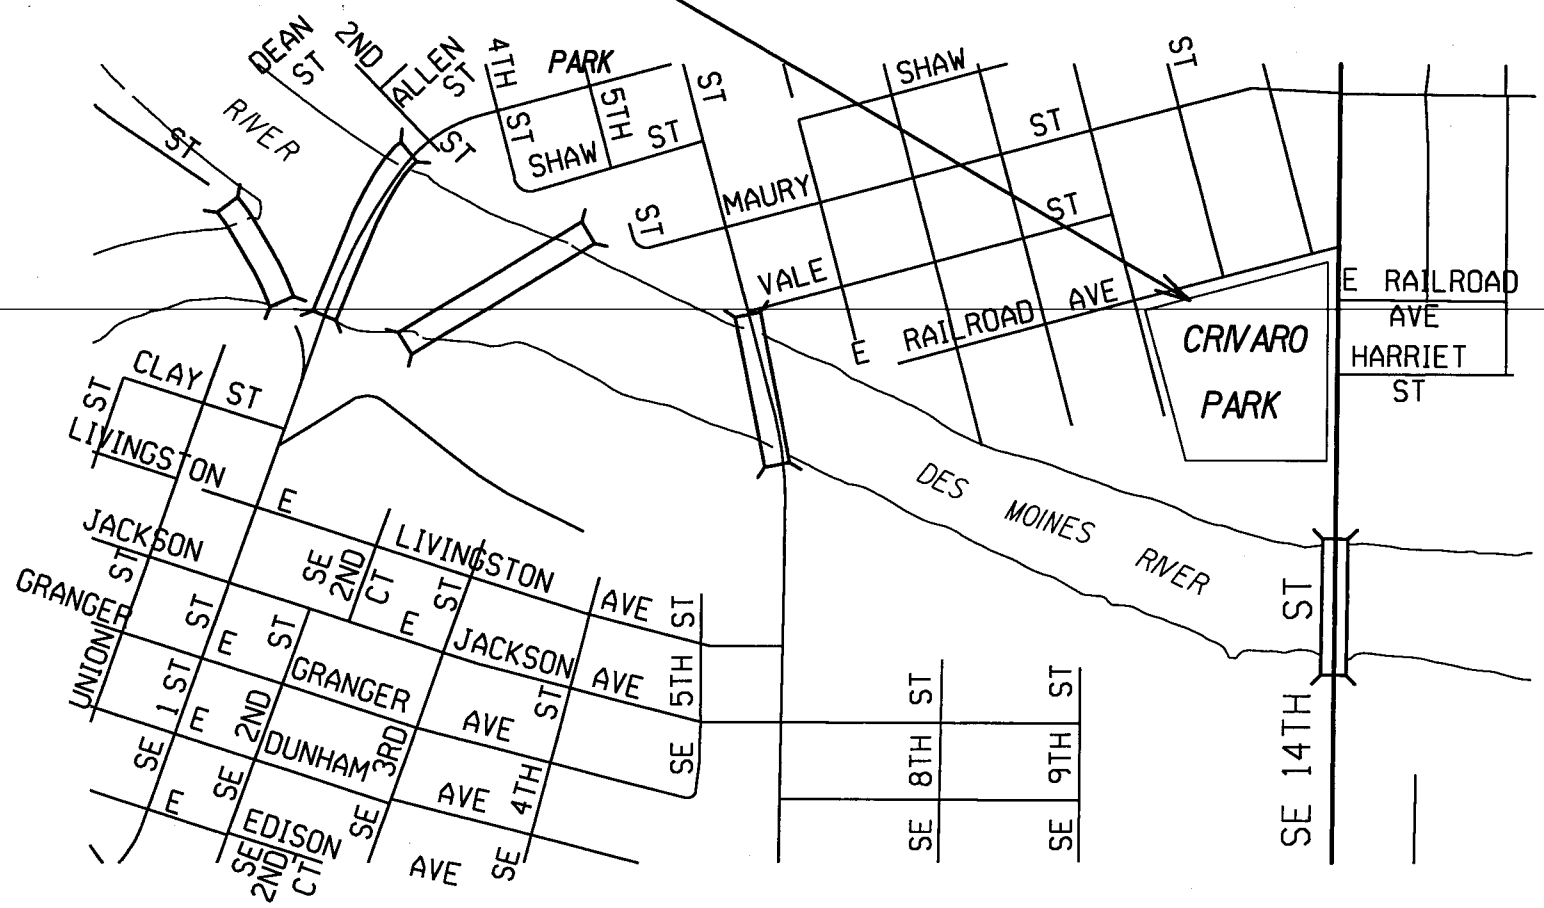 DEAN ST
2ND
ALLEN ST
4TH ST
PARK
5TH
ST
SHAW
ST
RIVER
ST
ST
SHAW
ST
ST
ST
MAURY
ST
VALE
ST
E RAILROAD AVE
CRIVARO
PARK
E RAILROAD
AVE
HARRIET
ST
CLAY ST
ST
LIVINGSTON
E LIVINGSTON AVE
JACKSON
E JACKSON AVE
GRANGER
E GRANGER AVE
E DUNHAM AVE
E EDISON AVE
UNION ST
SE 1 ST ST
SE 2ND ST
SE 2ND CT
SE 2ND CT
SE 3RD ST
SE 4TH ST
SE 5TH ST
SE 8TH ST
SE 9TH ST
SE 14TH ST
DES MOINES RIVER